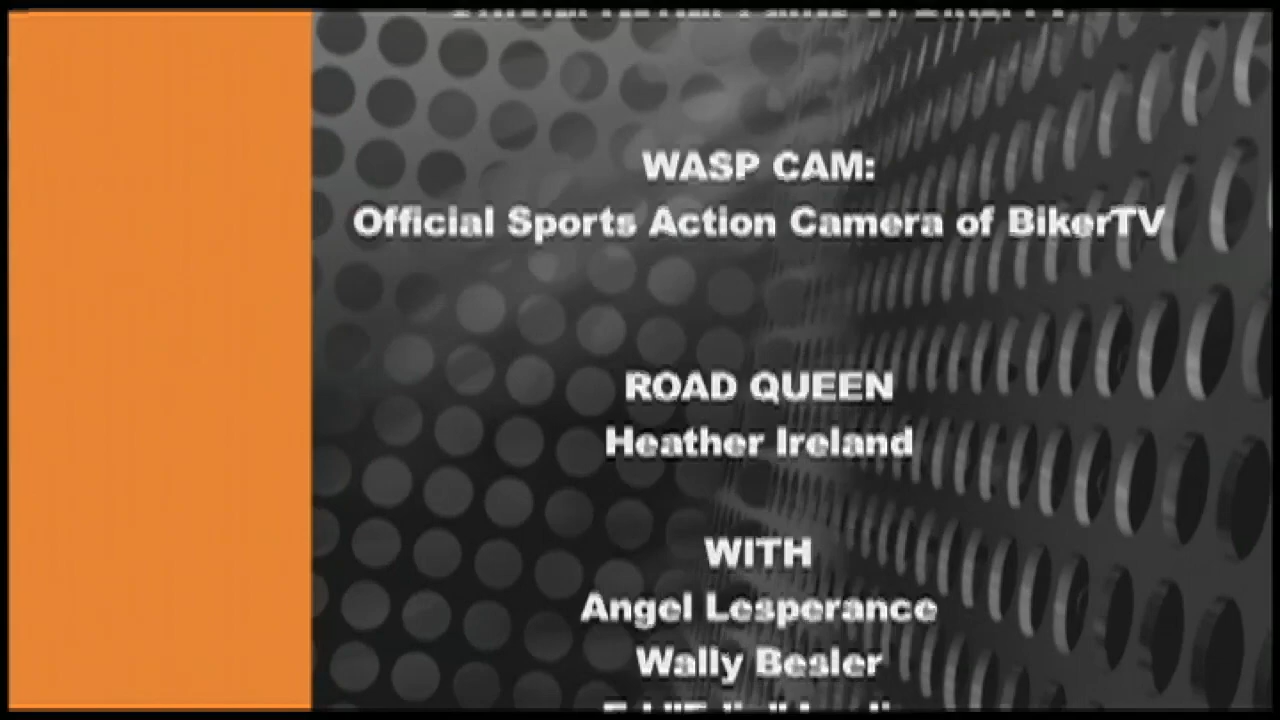 WASP CAM:
Official Sports Action Camera of BikerTV
ROAD QUEEN
Heather Ireland
WITH
Angel Lesperance
Wally Besler